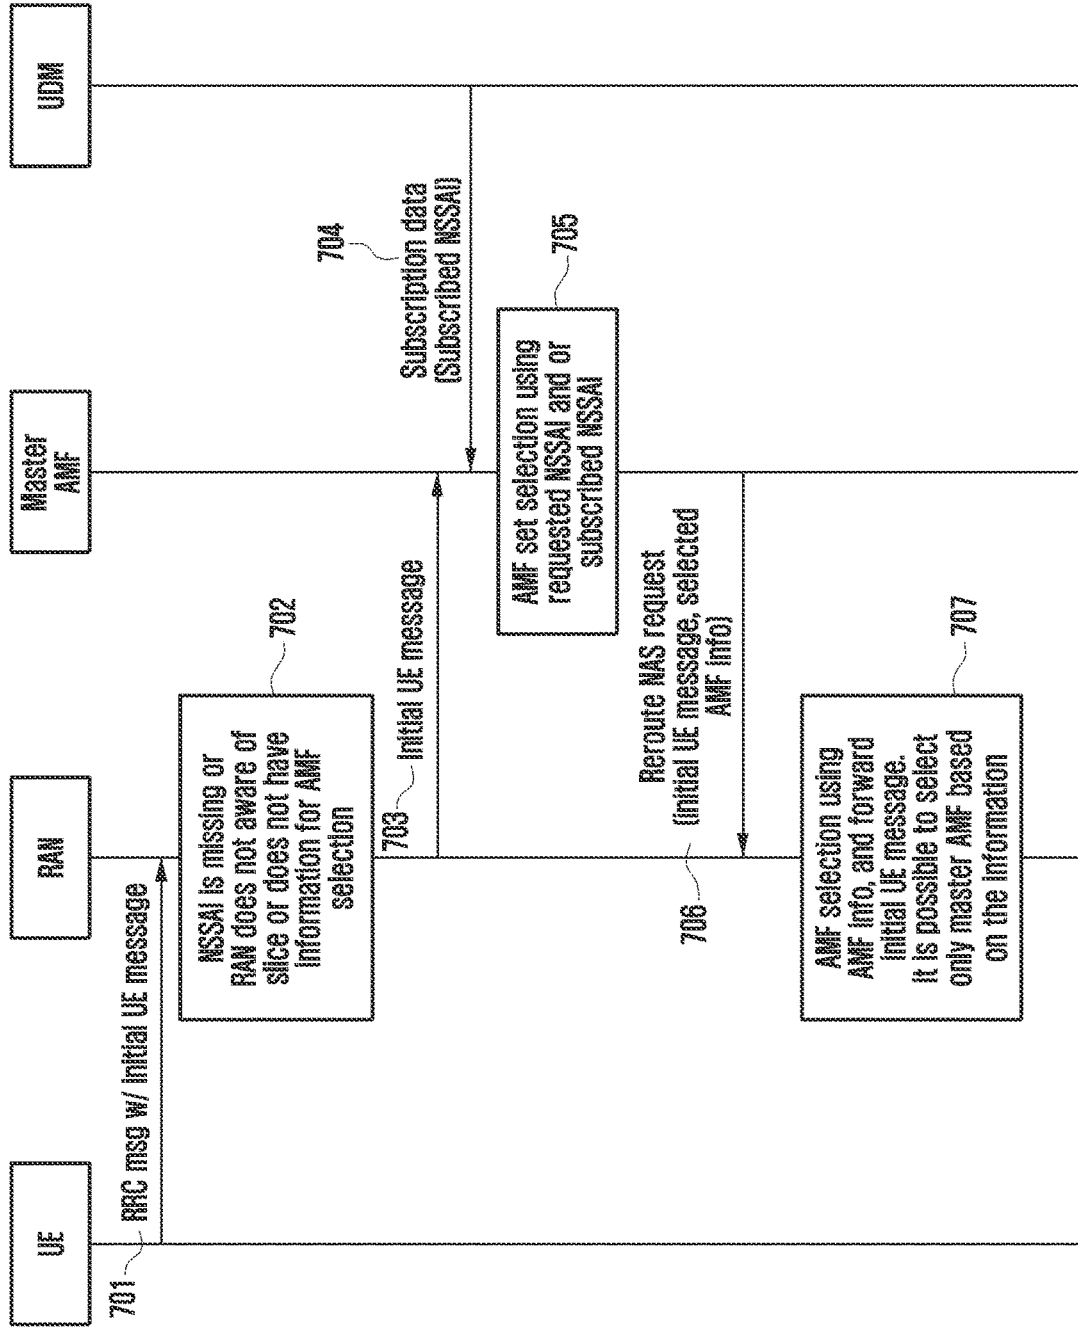 UE
RAN
Master
AMF
UDM
701
RRC msg w/ Initial UE message
NSSAI is missing or
RAN does not aware of
slice or does not have
information for AMF
selection
702
703
Initial UE message
704
Subscription data
(Subscribed NSSAI)
AMF set selection using
requested NSSAI and or
subscribed NSSAI
705
Reroute NAS request
(initial UE message, selected
AMF info)
706
AMF selection using
AMF info, and forward
Initial UE message.
It is possible to select
only master AMF based
on the information
707